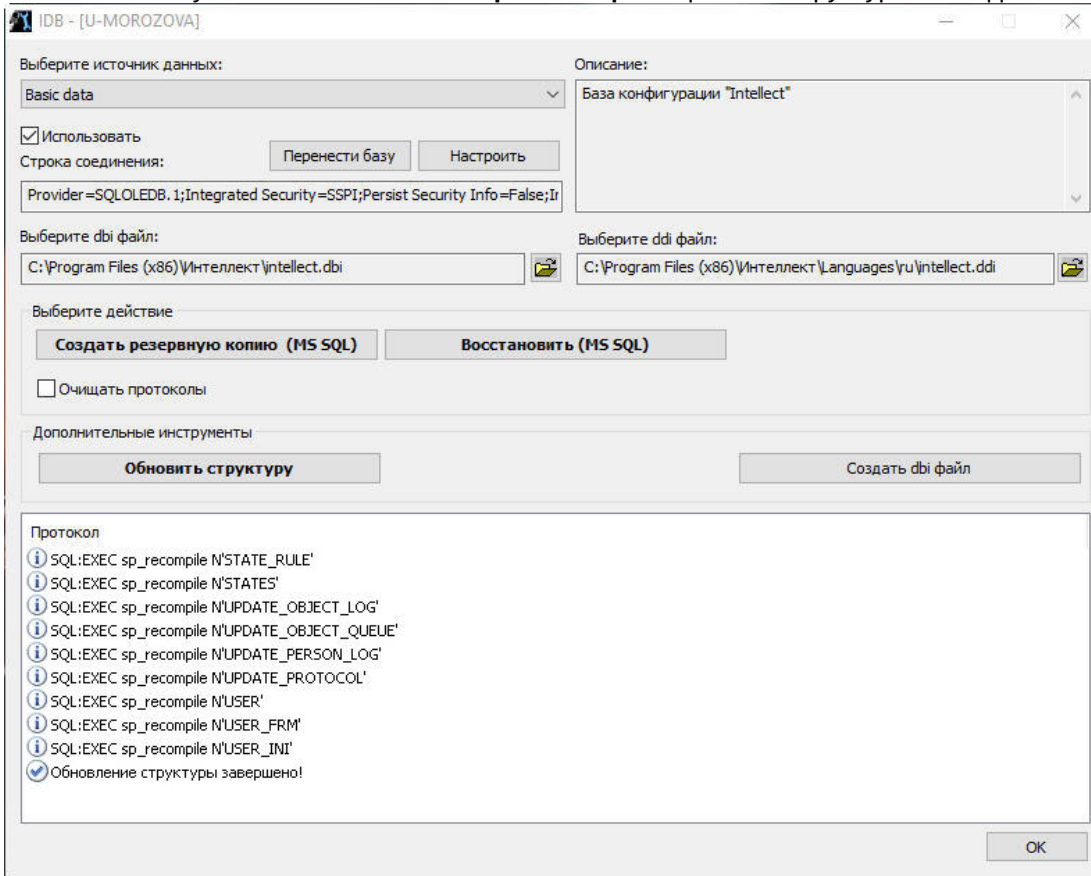 IDB - [U-MOROZOVA]
Выберите источник данных:
Описание:
Basic data
База конфигурации "Intellect"
Использовать
Строка соединения:
Перенести базу
Настроить
Provider=SQLOLEDB.1;Integrated Security=SSPI;Persist Security Info=False;Ir
Выберите dbi файл:
Выберите ddi файл:
C:\Program Files (x86)\Интеллект\intellect.dbi
C:\Program Files (x86)\Интеллект\Languages\ru\intellect.ddi
Выберите действие
Создать резервную копию (MS SQL)
Восстановить (MS SQL)
Очищать протоколы
Дополнительные инструменты
Обновить структуру
Создать dbi файл
Протокол
SQL:EXEC sp_recompile N'STATE_RULE'
SQL:EXEC sp_recompile N'STATES'
SQL:EXEC sp_recompile N'UPDATE_OBJECT_LOG'
SQL:EXEC sp_recompile N'UPDATE_OBJECT_QUEUE'
SQL:EXEC sp_recompile N'UPDATE_PERSON_LOG'
SQL:EXEC sp_recompile N'UPDATE_PROTOCOL'
SQL:EXEC sp_recompile N'USER'
SQL:EXEC sp_recompile N'USER_FRM'
SQL:EXEC sp_recompile N'USER_INI'
Обновление структуры завершено!
OK